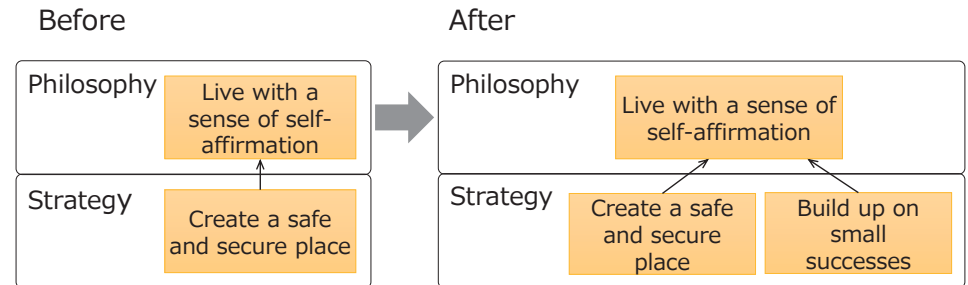 Before
Philosophy
Live with a
sense of self-
affirmation
Strategy
Create a safe
and secure place
After
Philosophy
Live with a sense of
self-affirmation
Strategy
Create a safe
and secure
place
Build up on
small
successes